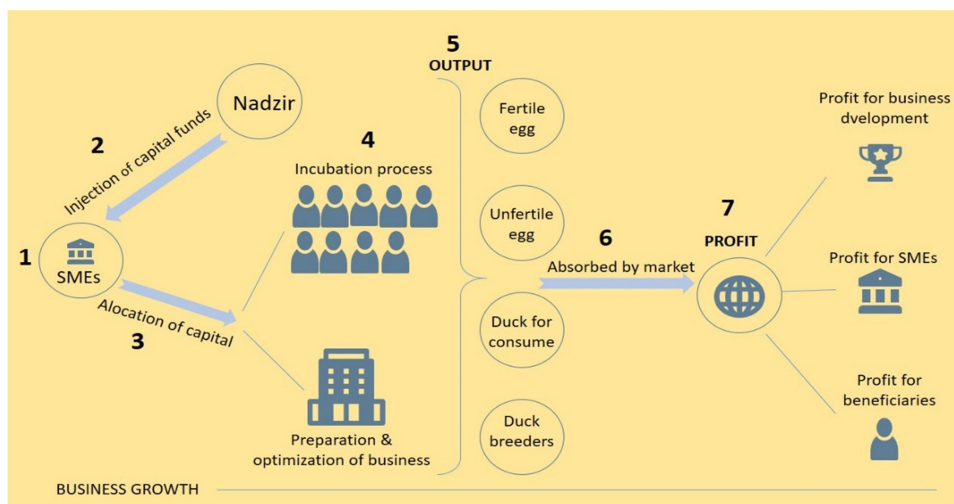 1
SMEs
2
Injection of capital funds
Nadzir
3
Alocation of capital
4
Incubation process
Preparation &
optimization of business
5
OUTPUT
Fertile
egg
Unfertile
egg
Duck for
consume
Duck
breeders
6
Absorbed by market
7
PROFIT
Profit for business
dvelopment
Profit for SMEs
Profit for
beneficiaries
BUSINESS GROWTH